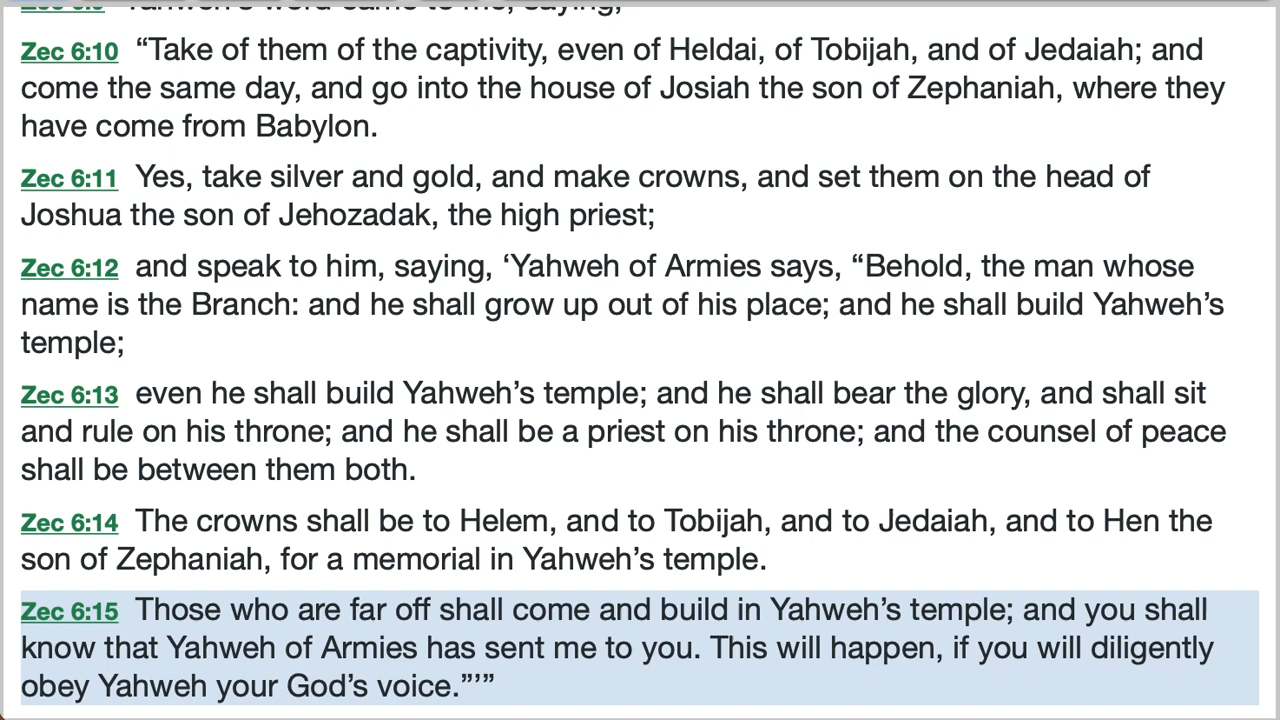 Zec 6:10 “Take of them of the captivity, even of Heldai, of Tobijah, and of Jedaiah; and
come the same day, and go into the house of Josiah the son of Zephaniah, where they
have come from Babylon.
Zec 6:11 Yes, take silver and gold, and make crowns, and set them on the head of
Joshua the son of Jehozadak, the high priest;
Zec 6:12 and speak to him, saying, ‘Yahweh of Armies says, “Behold, the man whose
name is the Branch: and he shall grow up out of his place; and he shall build Yahweh’s
temple;
Zec 6:13 even he shall build Yahweh’s temple; and he shall bear the glory, and shall sit
and rule on his throne; and he shall be a priest on his throne; and the counsel of peace
shall be between them both.
Zec 6:14 The crowns shall be to Helem, and to Tobijah, and to Jedaiah, and to Hen the
son of Zephaniah, for a memorial in Yahweh’s temple.
Zec 6:15 Those who are far off shall come and build in Yahweh’s temple; and you shall
know that Yahweh of Armies has sent me to you. This will happen, if you will diligently
obey Yahweh your God’s voice.”’”